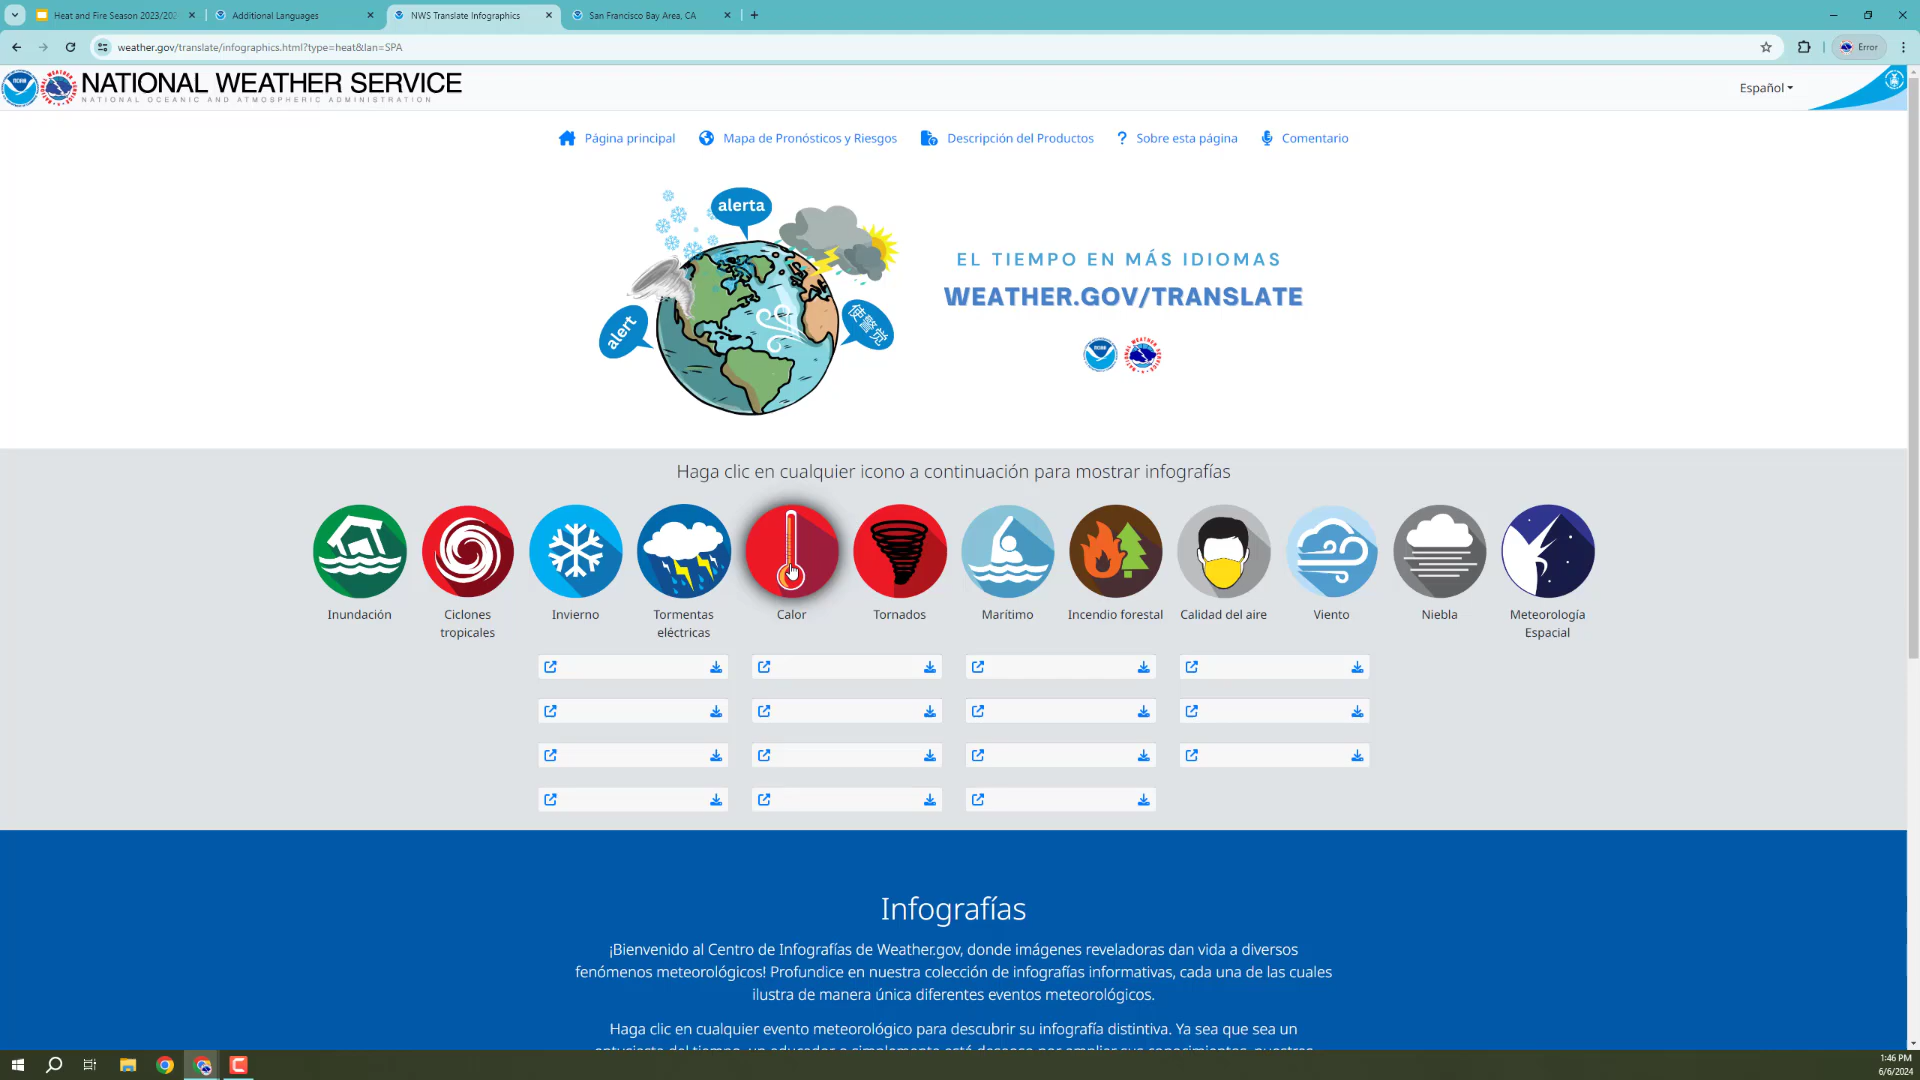 Heat and Fire Season 2023/202
Additional Languages
NWS Translate Infographics
San Francisco Bay Area, CA
weather.gov/translate/infographics.html?type=heat&lan=SPA
Error
NATIONAL WEATHER SERVICE
NATIONAL OCEANIC AND ATMOSPHERIC ADMINISTRATION
Español
Página principal
Mapa de Pronósticos y Riesgos
Descripción del Productos
Sobre esta página
Comentario
alerta
alert
使警觉
EL TIEMPO EN MÁS IDIOMAS
WEATHER.GOV/TRANSLATE
Haga clic en cualquier icono a continuación para mostrar infografías
Inundación
Ciclones
tropicales
Invierno
Tormentas
eléctricas
Calor
Tornados
Marítimo
Incendio forestal
Calidad del aire
Viento
Niebla
Meteorología
Espacial
Infografías
¡Bienvenido al Centro de Infografías de Weather.gov, donde imágenes reveladoras dan vida a diversos
fenómenos meteorológicos! Profundice en nuestra colección de infografías informativas, cada una de las cuales
ilustra de manera única diferentes eventos meteorológicos.
Haga clic en cualquier evento meteorológico para descubrir su infografía distintiva. Ya sea que sea un
1:46 PM
6/6/2024